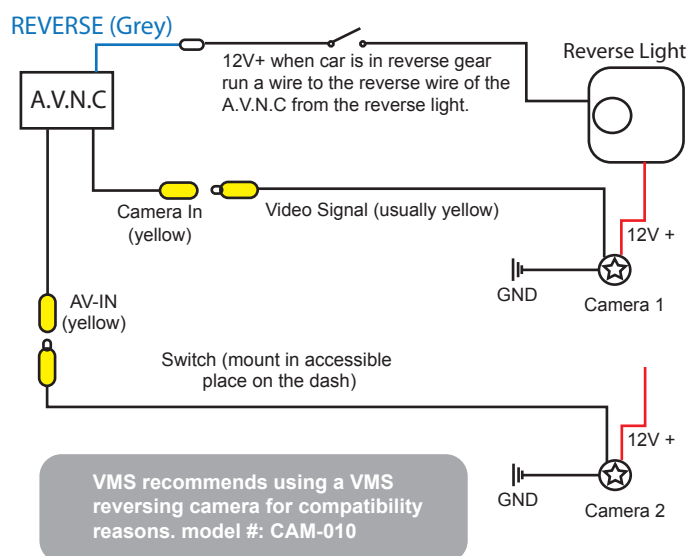 REVERSE (Grey)
12V+ when car is in reverse gear
run a wire to the reverse wire of the
A.V.N.C from the reverse light.
Reverse Light
A.V.N.C
Camera In
(yellow)
Video Signal (usually yellow)
12V +
GND
Camera 1
AV-IN
(yellow)
Switch (mount in accessible
place on the dash)
12V +
GND
Camera 2
VMS recommends using a VMS
reversing camera for compatibility
reasons. model #: CAM-010